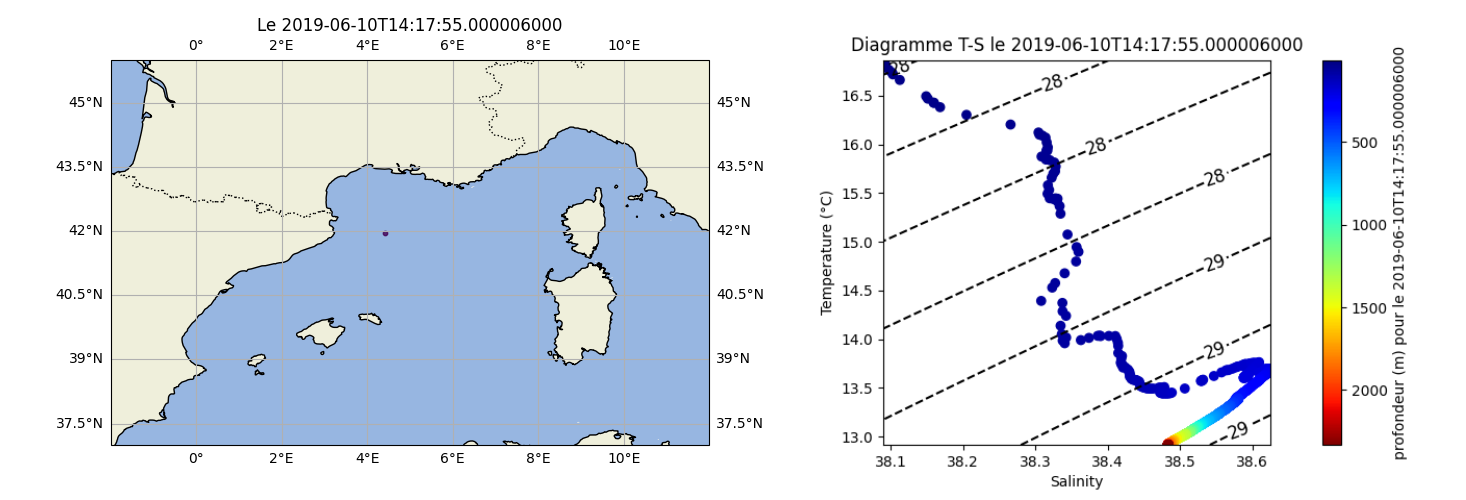 Le 2019-06-10T14:17:55.000006000
0° 2°E 4°E 6°E 8°E 10°E
45°N 45°N
43.5°N 43.5°N
42°N 42°N
40.5°N 40.5°N
39°N 39°N
37.5°N 37.5°N
0° 2°E 4°E 6°E 8°E 10°E
Diagramme T-S le 2019-06-10T14:17:55.000006000
Temperature (°C)
16.5
16.0
15.5
15.0
14.5
14.0
13.5
13.0
28
28
28
28
29
29
29
38.1 38.2 38.3 38.4 38.5 38.6
Salinity
500
1000
1500
2000
profondeur (m) pour le 2019-06-10T14:17:55.000006000